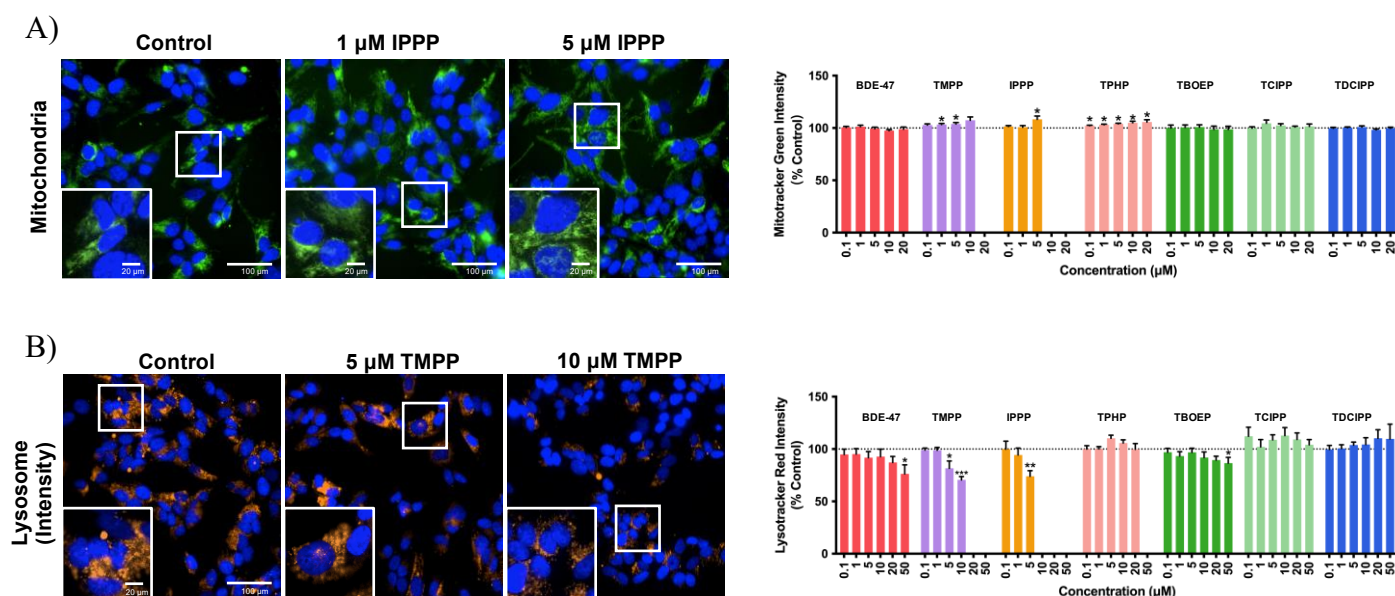 A)
Control
1 µM IPPP
5 µM IPPP
Mitochondria
20 µm
100 µm
20 µm
100 µm
20 µm
100 µm
Mitotracker Green Intensity
(% Control)
150
100
50
0
BDE-47
TMPP
IPPP
TPHP
TBOEP
TCIPP
TDCIPP
* * * * * * * *
0.1 1 5 10 20 0.1 1 5 10 20 0.1 1 5 10 20 0.1 1 5 10 20 0.1 1 5 10 20 0.1 1 5 10 20 0.1 1 5 10 20
Concentration (µM)
B)
Control
5 µM TMPP
10 µM TMPP
Lysosome
(Intensity)
20 µm
100 µm
Lysotracker Red Intensity
(% Control)
150
100
50
0
BDE-47
TMPP
IPPP
TPHP
TBOEP
TCIPP
TDCIPP
* * *** ** *
0.1 1 5 10 20 50 0.1 1 5 10 20 50 0.1 1 5 10 20 50 0.1 1 5 10 20 50 0.1 1 5 10 20 50 0.1 1 5 10 20 50 0.1 1 5 10 20 50
Concentration (µM)